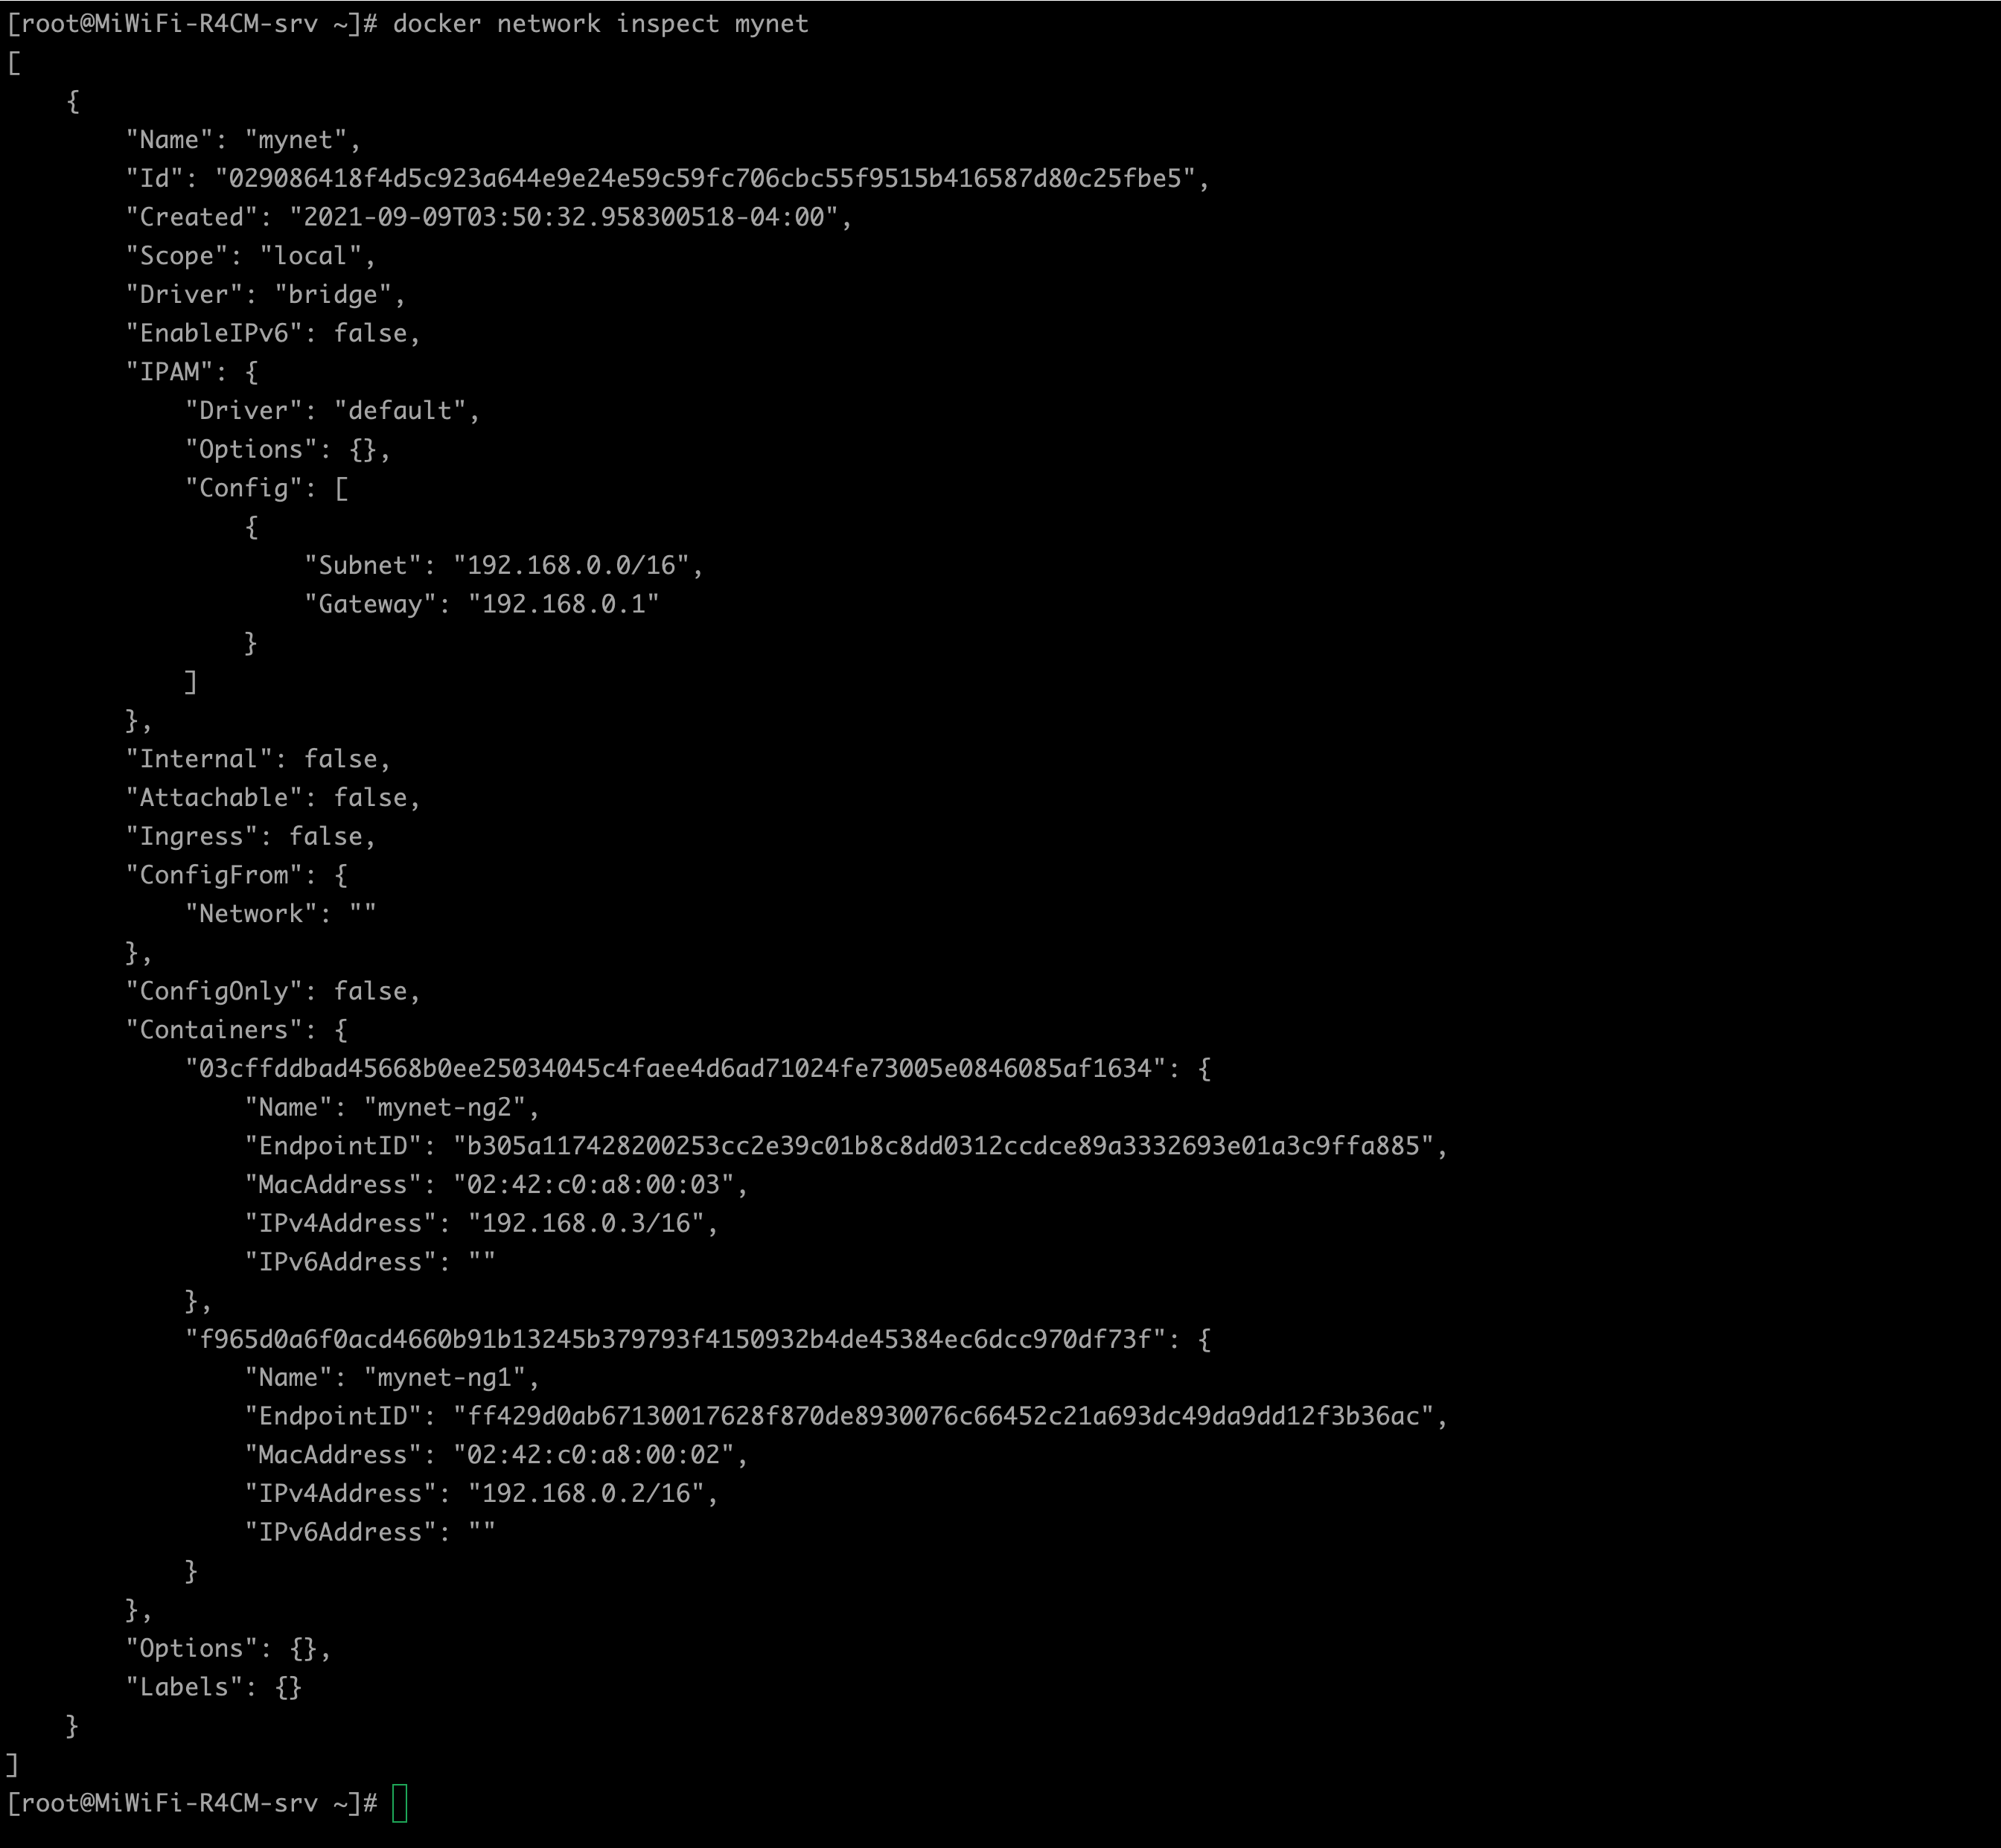 [root@MiWiFi-R4CM-srv ~]# docker network inspect mynet
[
    {
        "Name": "mynet",
        "Id": "029086418f4d5c923a644e9e24e59c59fc706cbc55f9515b416587d80c25fbe5",
        "Created": "2021-09-09T03:50:32.958300518-04:00",
        "Scope": "local",
        "Driver": "bridge",
        "EnableIPv6": false,
        "IPAM": {
            "Driver": "default",
            "Options": {},
            "Config": [
                {
                    "Subnet": "192.168.0.0/16",
                    "Gateway": "192.168.0.1"
                }
            ]
        },
        "Internal": false,
        "Attachable": false,
        "Ingress": false,
        "ConfigFrom": {
            "Network": ""
        },
        "ConfigOnly": false,
        "Containers": {
            "03cffddbad45668b0ee25034045c4faee4d6ad71024fe73005e0846085af1634": {
                "Name": "mynet-ng2",
                "EndpointID": "b305a117428200253cc2e39c01b8c8dd0312ccdce89a3332693e01a3c9ffa885",
                "MacAddress": "02:42:c0:a8:00:03",
                "IPv4Address": "192.168.0.3/16",
                "IPv6Address": ""
            },
            "f965d0a6f0acd4660b91b13245b379793f4150932b4de45384ec6dcc970df73f": {
                "Name": "mynet-ng1",
                "EndpointID": "ff429d0ab67130017628f870de8930076c66452c21a693dc49da9dd12f3b36ac",
                "MacAddress": "02:42:c0:a8:00:02",
                "IPv4Address": "192.168.0.2/16",
                "IPv6Address": ""
            }
        },
        "Options": {},
        "Labels": {}
    }
]
[root@MiWiFi-R4CM-srv ~]#